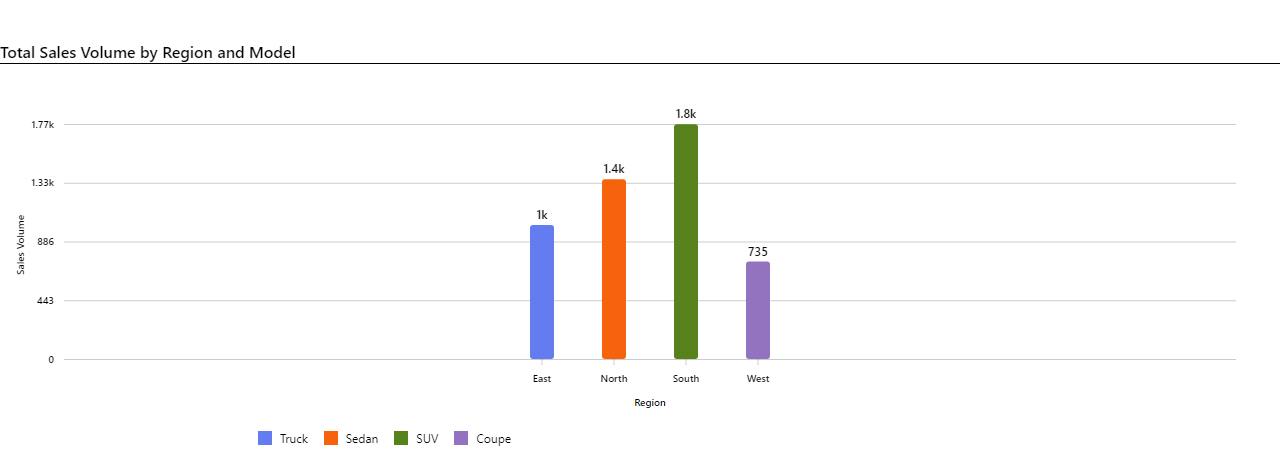 Total Sales Volume by Region and Model
1.8k
1.77k
1.4k
1.33k
1k
886
735
443
0
Sales Volume
East North South West
Region
Truck Sedan SUV Coupe